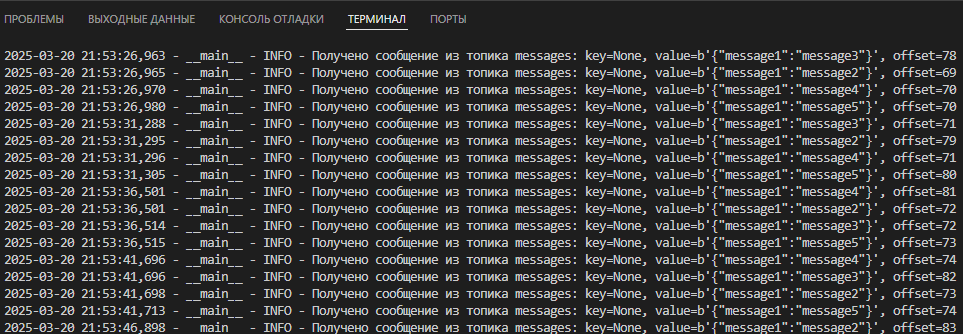 ПРОБЛЕМЫ ВЫХОДНЫЕ ДАННЫЕ КОНСОЛЬ ОТЛАДКИ ТЕРМИНАЛ ПОРТЫ
2025-03-20 21:53:26,963 - __main__ - INFO - Получено сообщение из топика messages: key=None, value=b'{"message1":"message3"}', offset=78
2025-03-20 21:53:26,965 - __main__ - INFO - Получено сообщение из топика messages: key=None, value=b'{"message1":"message2"}', offset=69
2025-03-20 21:53:26,970 - __main__ - INFO - Получено сообщение из топика messages: key=None, value=b'{"message1":"message4"}', offset=70
2025-03-20 21:53:26,980 - __main__ - INFO - Получено сообщение из топика messages: key=None, value=b'{"message1":"message5"}', offset=70
2025-03-20 21:53:31,288 - __main__ - INFO - Получено сообщение из топика messages: key=None, value=b'{"message1":"message3"}', offset=71
2025-03-20 21:53:31,295 - __main__ - INFO - Получено сообщение из топика messages: key=None, value=b'{"message1":"message2"}', offset=79
2025-03-20 21:53:31,296 - __main__ - INFO - Получено сообщение из топика messages: key=None, value=b'{"message1":"message4"}', offset=71
2025-03-20 21:53:31,305 - __main__ - INFO - Получено сообщение из топика messages: key=None, value=b'{"message1":"message5"}', offset=80
2025-03-20 21:53:36,501 - __main__ - INFO - Получено сообщение из топика messages: key=None, value=b'{"message1":"message4"}', offset=81
2025-03-20 21:53:36,501 - __main__ - INFO - Получено сообщение из топика messages: key=None, value=b'{"message1":"message2"}', offset=72
2025-03-20 21:53:36,514 - __main__ - INFO - Получено сообщение из топика messages: key=None, value=b'{"message1":"message3"}', offset=72
2025-03-20 21:53:36,515 - __main__ - INFO - Получено сообщение из топика messages: key=None, value=b'{"message1":"message5"}', offset=73
2025-03-20 21:53:41,696 - __main__ - INFO - Получено сообщение из топика messages: key=None, value=b'{"message1":"message4"}', offset=74
2025-03-20 21:53:41,696 - __main__ - INFO - Получено сообщение из топика messages: key=None, value=b'{"message1":"message3"}', offset=82
2025-03-20 21:53:41,698 - __main__ - INFO - Получено сообщение из топика messages: key=None, value=b'{"message1":"message2"}', offset=73
2025-03-20 21:53:41,713 - __main__ - INFO - Получено сообщение из топика messages: key=None, value=b'{"message1":"message5"}', offset=74
2025-03-20 21:53:46,898 - __main__ - INFO - Получено сообщение из топика messages: key=None, value=b'{"message1":"message2"}', offset=83